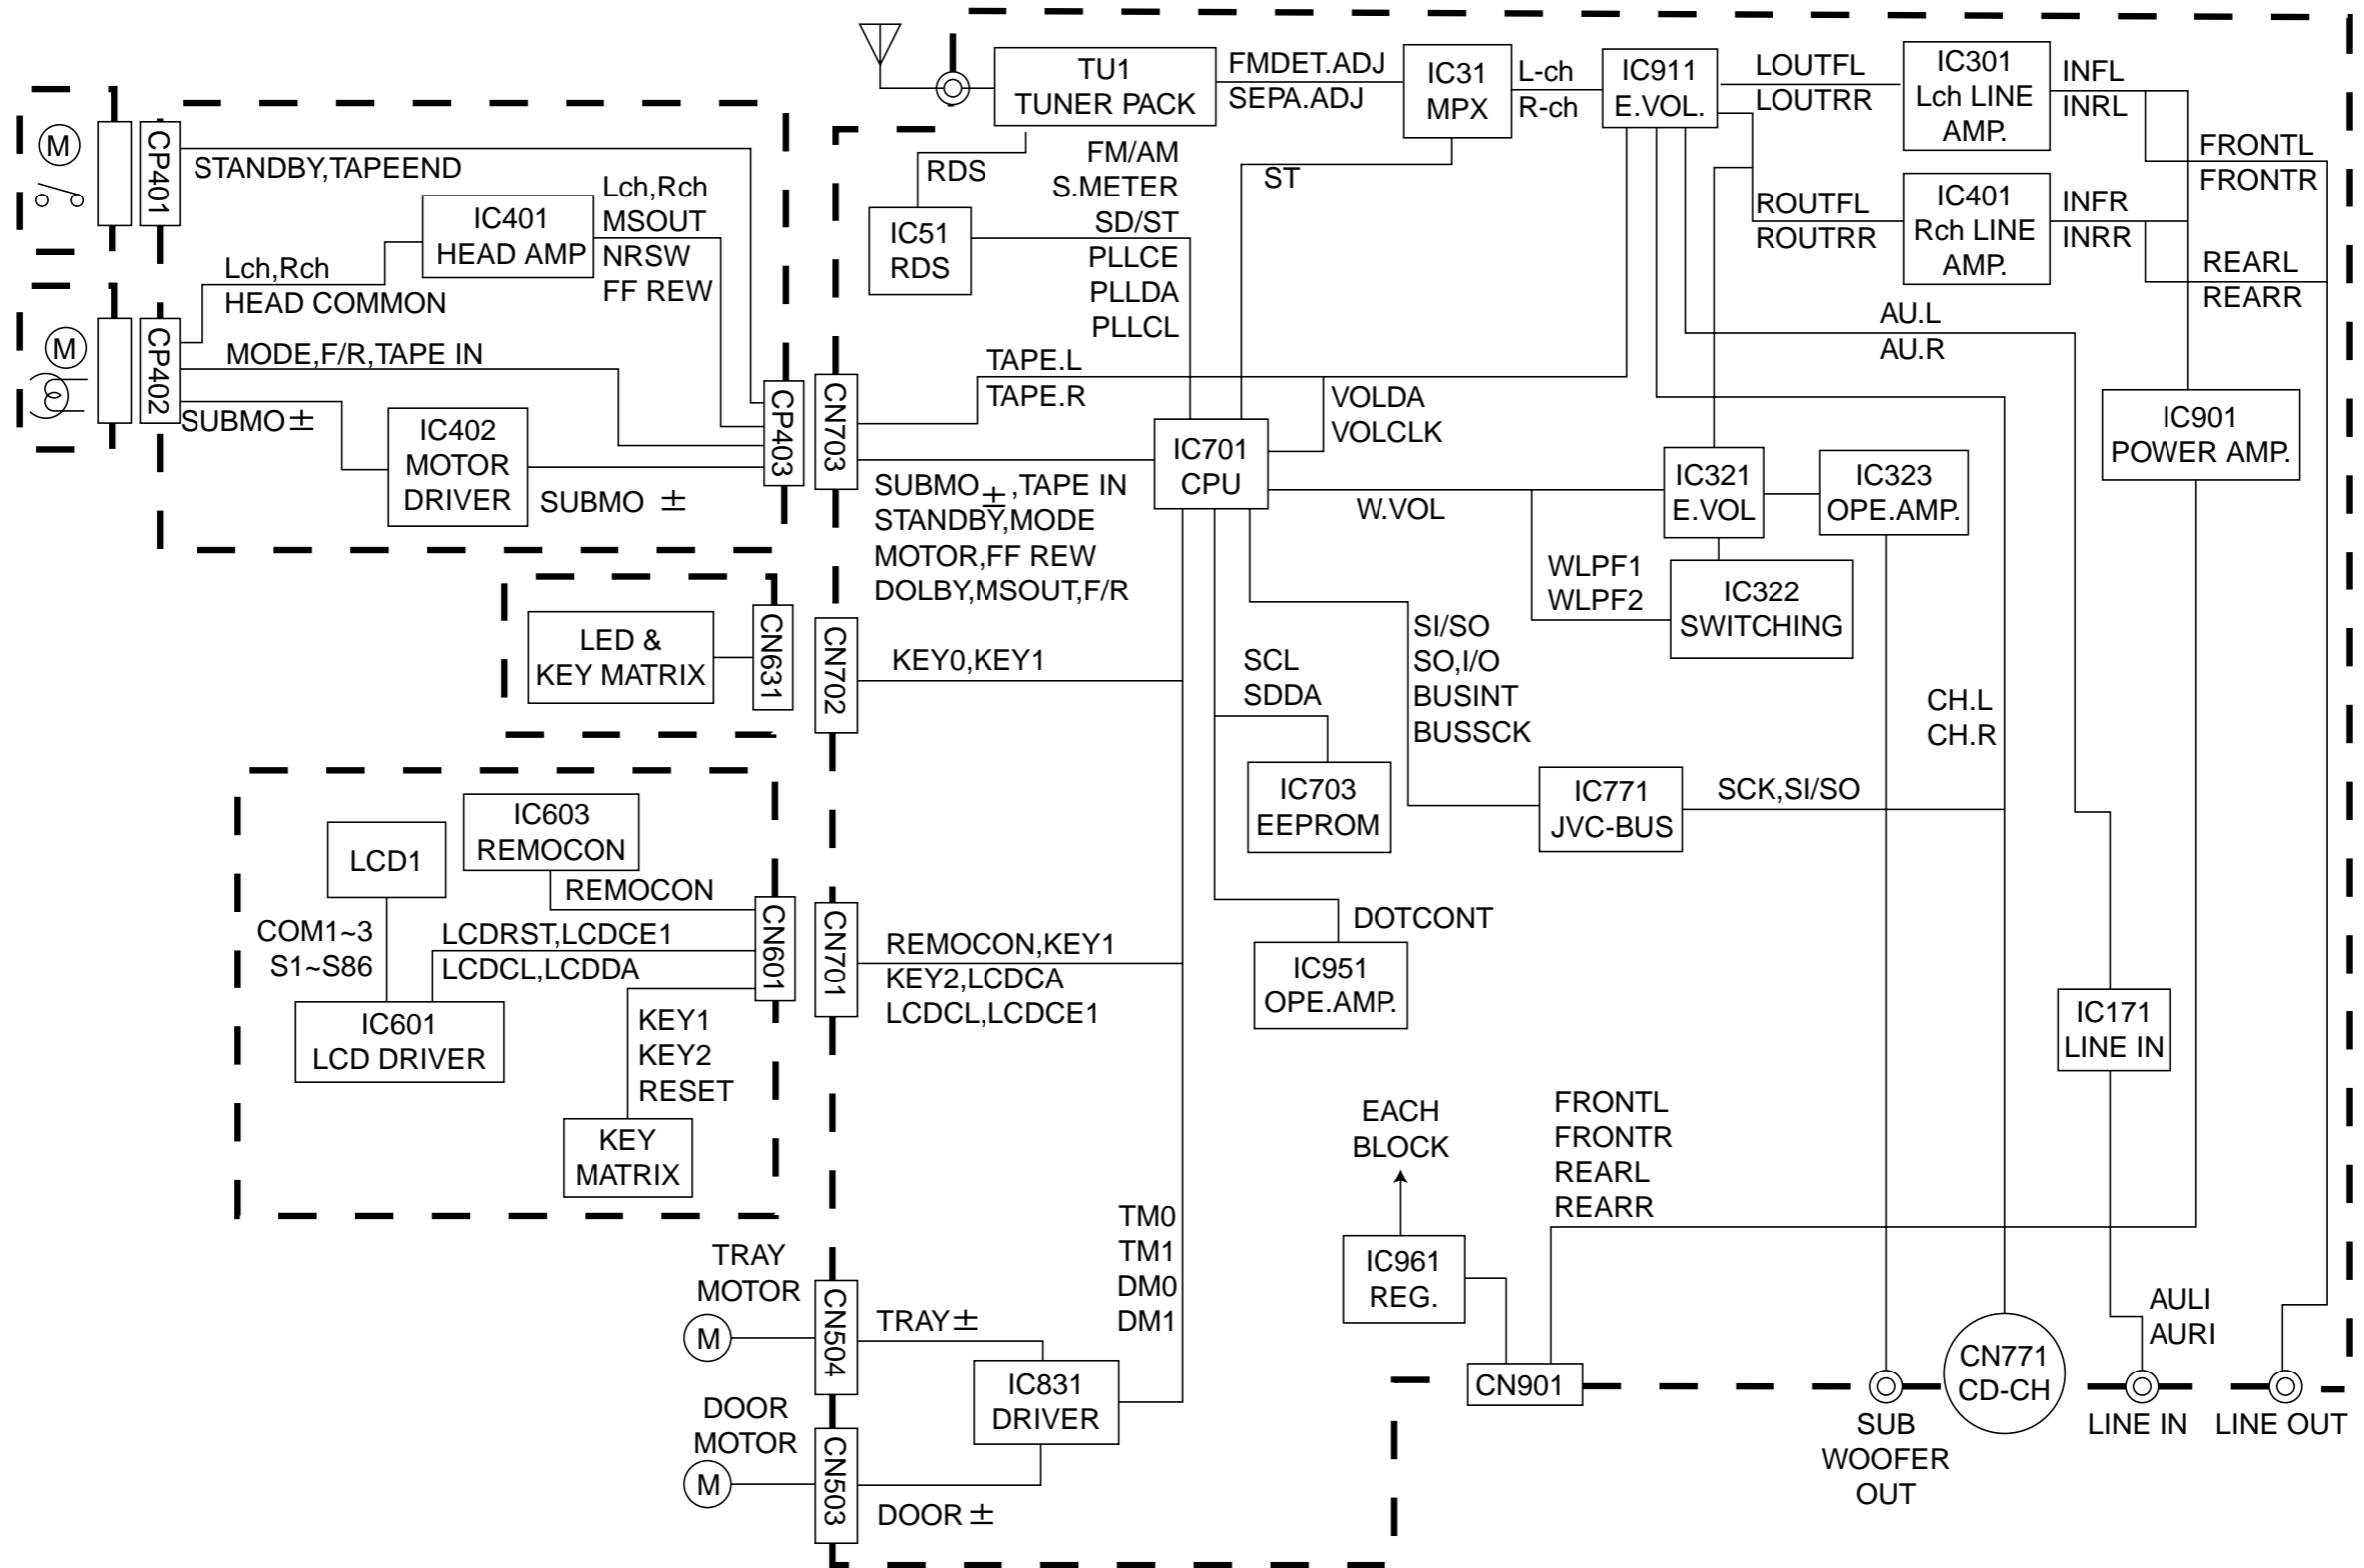 TU1
TUNER PACK
FMDET.ADJ
SEPA.ADJ
IC31
MPX
L-ch
R-ch
IC911
E.VOL.
LOUTFL
LOUTRR
IC301
Lch LINE
AMP.
INFL
INRL
FRONTL
FRONTR
ROUTFL
ROUTRR
IC401
Rch LINE
AMP.
INFR
INRR
REARL
REARR
M
CP401
STANDBY,TAPEEND
IC401
HEAD AMP
Lch,Rch
MSOUT
NRSW
FF REW
Lch,Rch
HEAD COMMON
M
CP402
MODE,F/R,TAPE IN
SUBMO±
IC402
MOTOR
DRIVER
SUBMO ±
CP403
CN703
RDS
IC51
RDS
FM/AM
S.METER
SD/ST
PLLCE
PLLDA
PLLCL
ST
TAPE.L
TAPE.R
VOLDA
VOLCLK
AU.L
AU.R
IC701
CPU
SUBMO±,TAPE IN
STANDBY,MODE
MOTOR,FF REW
DOLBY,MSOUT,F/R
W.VOL
IC321
E.VOL
IC323
OPE.AMP.
IC901
POWER AMP.
WLPF1
WLPF2
IC322
SWITCHING
LED &
KEY MATRIX
CN631
CN702
KEY0,KEY1
SCL
SDDA
SI/SO
SO,I/O
BUSINT
BUSSCK
CH.L
CH.R
IC703
EEPROM
IC771
JVC-BUS
SCK,SI/SO
IC603
REMOCON
LCD1
REMOCON
COM1~3
S1~S86
LCDRST,LCDCE1
LCDCL,LCDDA
CN601
CN701
REMOCON,KEY1
KEY2,LCDCA
LCDCL,LCDCE1
DOTCONT
IC951
OPE.AMP.
IC601
LCD DRIVER
KEY1
KEY2
RESET
KEY
MATRIX
IC171
LINE IN
EACH
BLOCK
FRONTL
FRONTR
REARL
REARR
TM0
TM1
DM0
DM1
IC961
REG.
TRAY
MOTOR
M
CN504
TRAY±
IC831
DRIVER
DOOR
MOTOR
M
CN503
DOOR±
CN901
AULI
AURI
CN771
CD-CH
SUB
WOOFER
OUT
LINE IN
LINE OUT